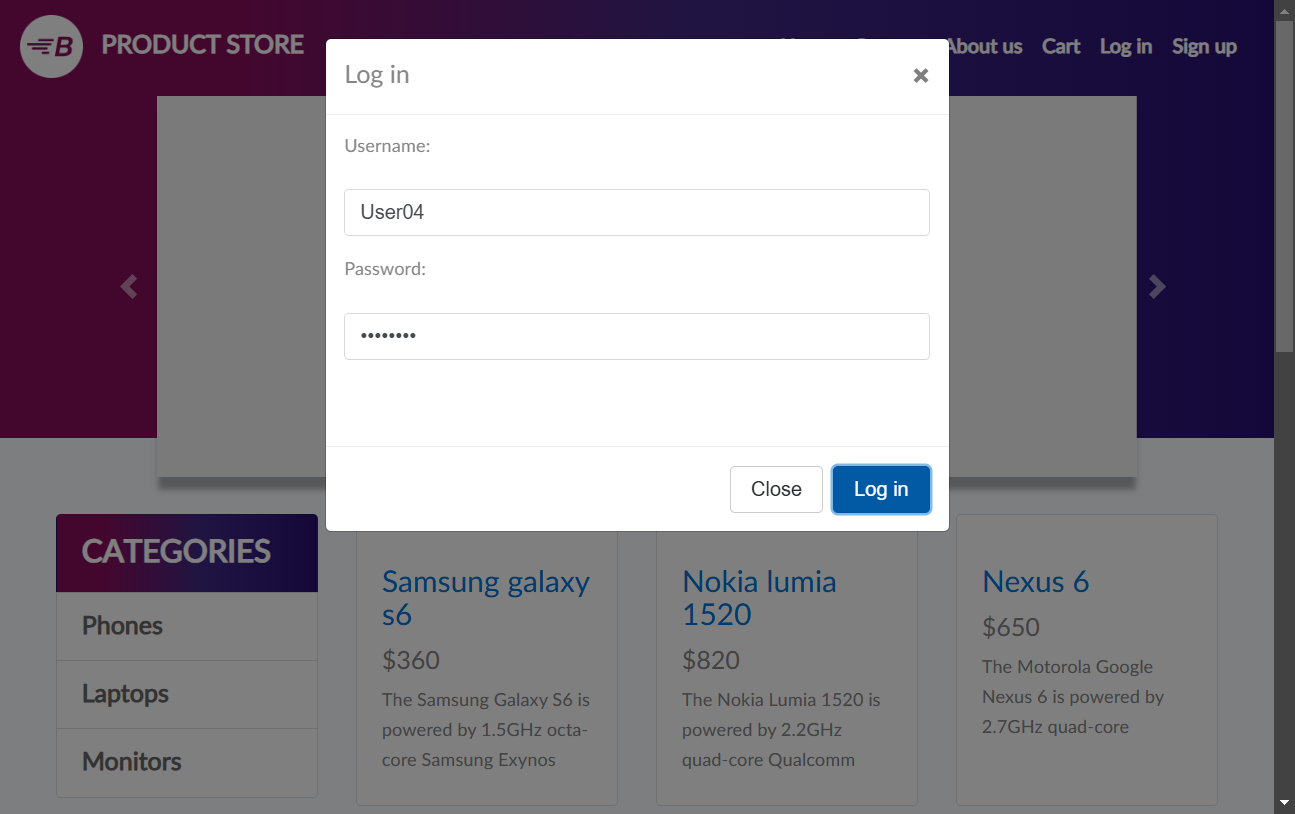 B PRODUCT STORE
About us Cart Log in Sign up
Log in
Username:
User04
Password:
••••••••
Close Log in
CATEGORIES
Phones
Laptops
Monitors
Samsung galaxy
s6
$360
The Samsung Galaxy S6 is
powered by 1.5GHz octa-
core Samsung Exynos
Nokia lumia
1520
$820
The Nokia Lumia 1520 is
powered by 2.2GHz
quad-core Qualcomm
Nexus 6
$650
The Motorola Google
Nexus 6 is powered by
2.7GHz quad-core